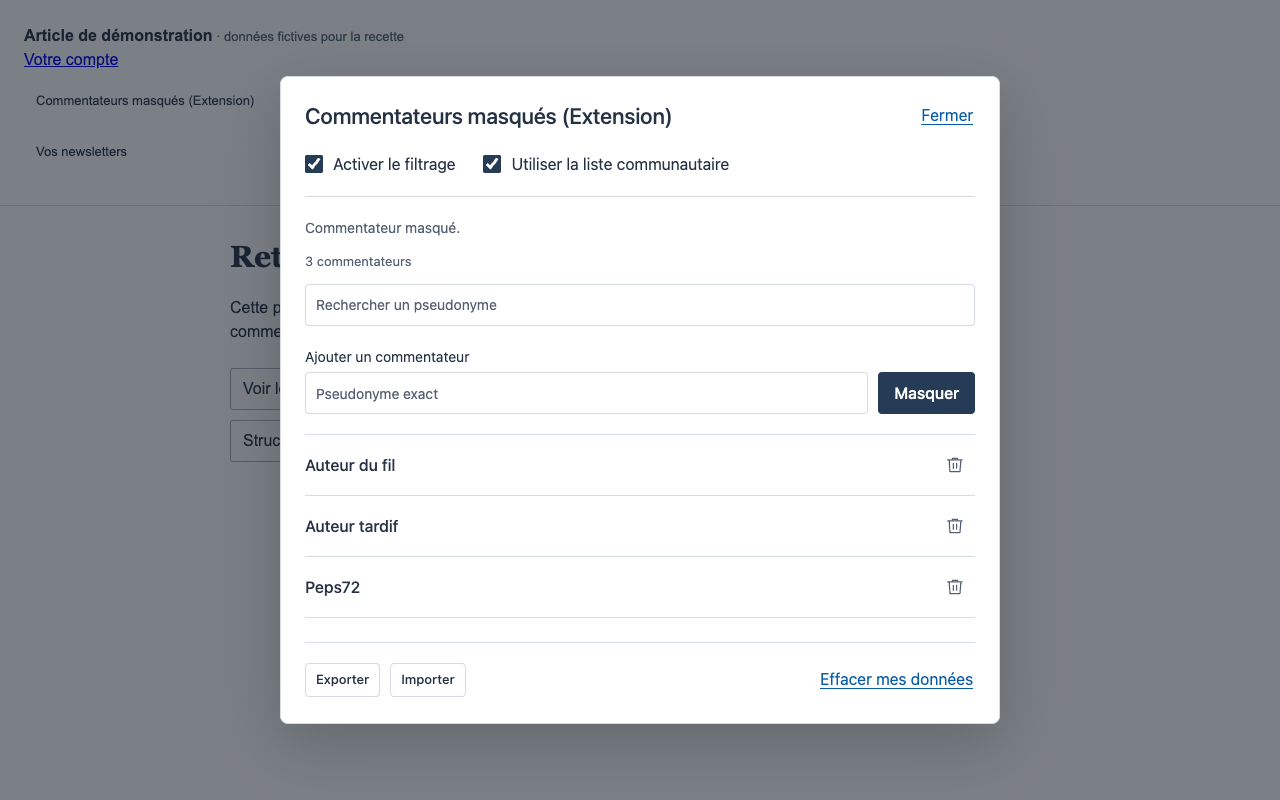 Article de démonstration · données fictives pour la recette
Votre compte
Commentateurs masqués (Extension)
Vos newsletters
Commentateurs masqués (Extension)
Fermer
Activer le filtrage
Utiliser la liste communautaire
Commentateur masqué.
3 commentateurs
Rechercher un pseudonyme
Ajouter un commentateur
Pseudonyme exact
Masquer
Auteur du fil
Auteur tardif
Peps72
Exporter
Importer
Effacer mes données
Cette
Voir